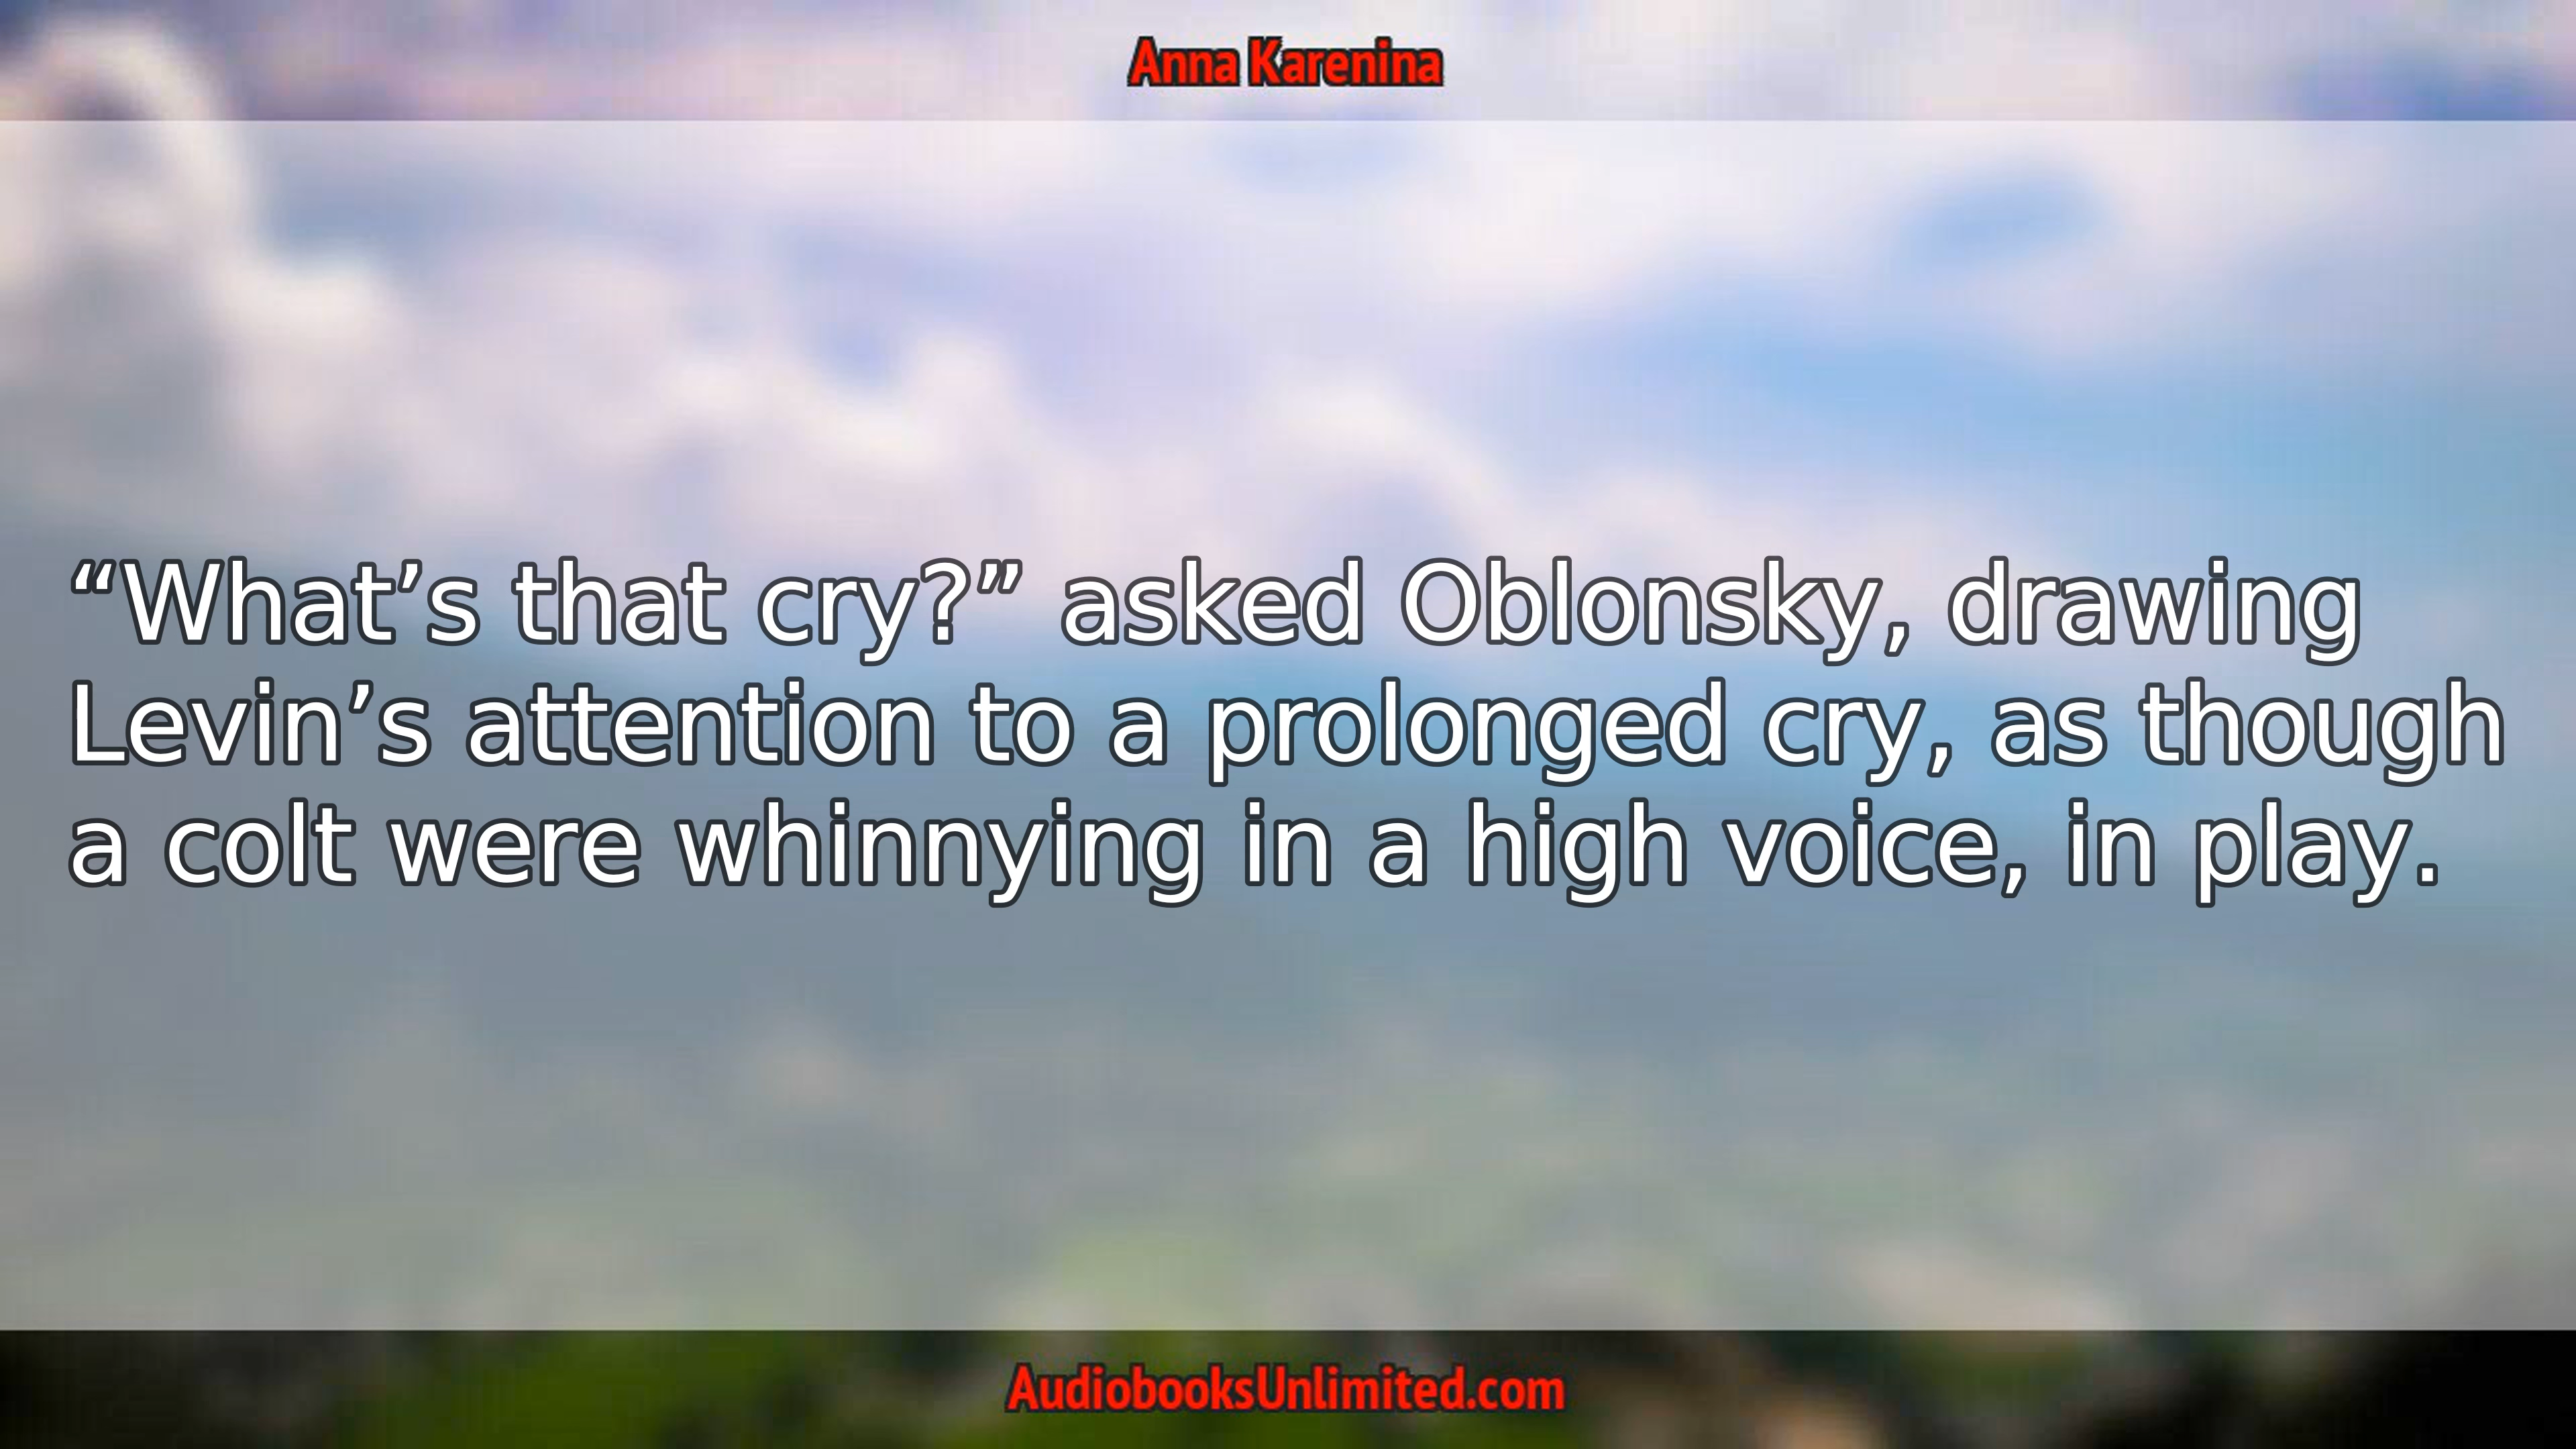 Anna Karenina
“What’s that cry?” asked Oblonsky, drawing
Levin’s attention to a prolonged cry, as though
a colt were whinnying in a high voice, in play.
AudiobooksUnlimited.com